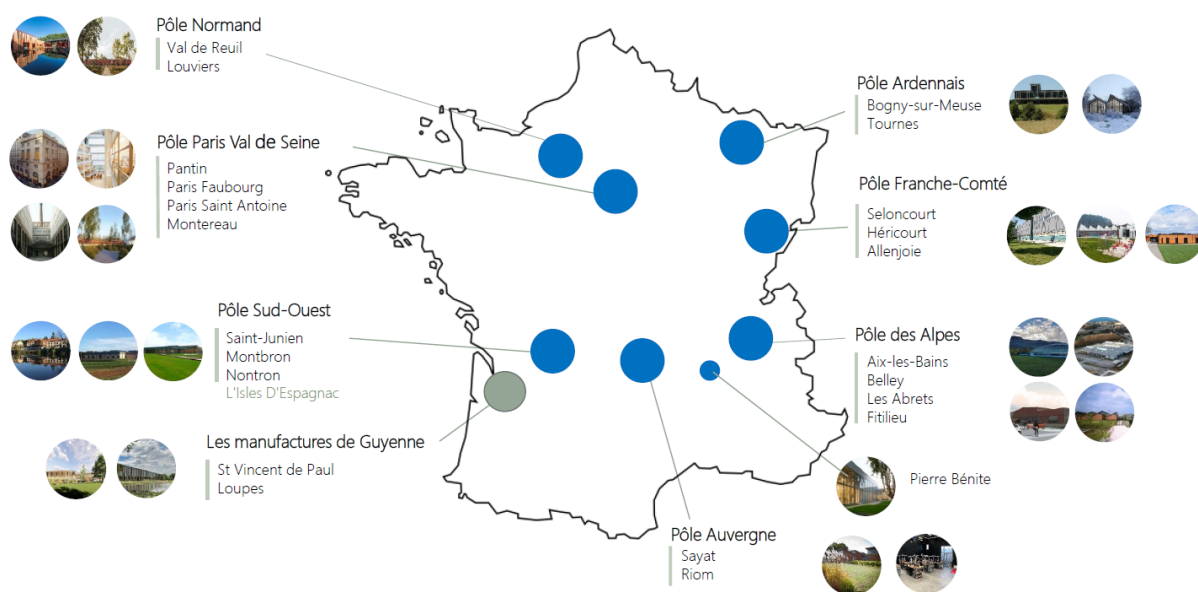 Pôle Normand
Val de Reuil
Louviers
Pôle Paris Val de Seine
Pantin
Paris Faubourg
Paris Saint Antoine
Montereau
Pôle Sud-Ouest
Saint-Junien
Montbron
Nontron
L'Isles D'Espagnac
Les manufactures de Guyenne
St Vincent de Paul
Loupes
Pôle Ardennais
Bogny-sur-Meuse
Tournes
Pôle Franche-Comté
Seloncourt
Héricourt
Allenjoie
Pôle des Alpes
Aix-les-Bains
Belley
Les Abrets
Fitilieu
Pierre Bénite
Pôle Auvergne
Sayat
Riom